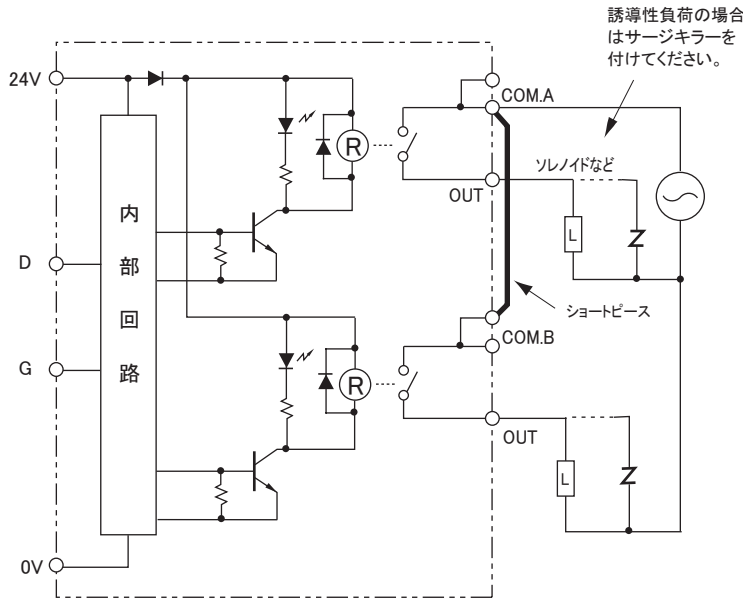 誘導性負荷の場合
はサージキラーを
付けてください。
24V
COM.A
R
ソレノイドなど
OUT
L
内部回路
D
ショートピース
COM.B
G
R
OUT
L
0V